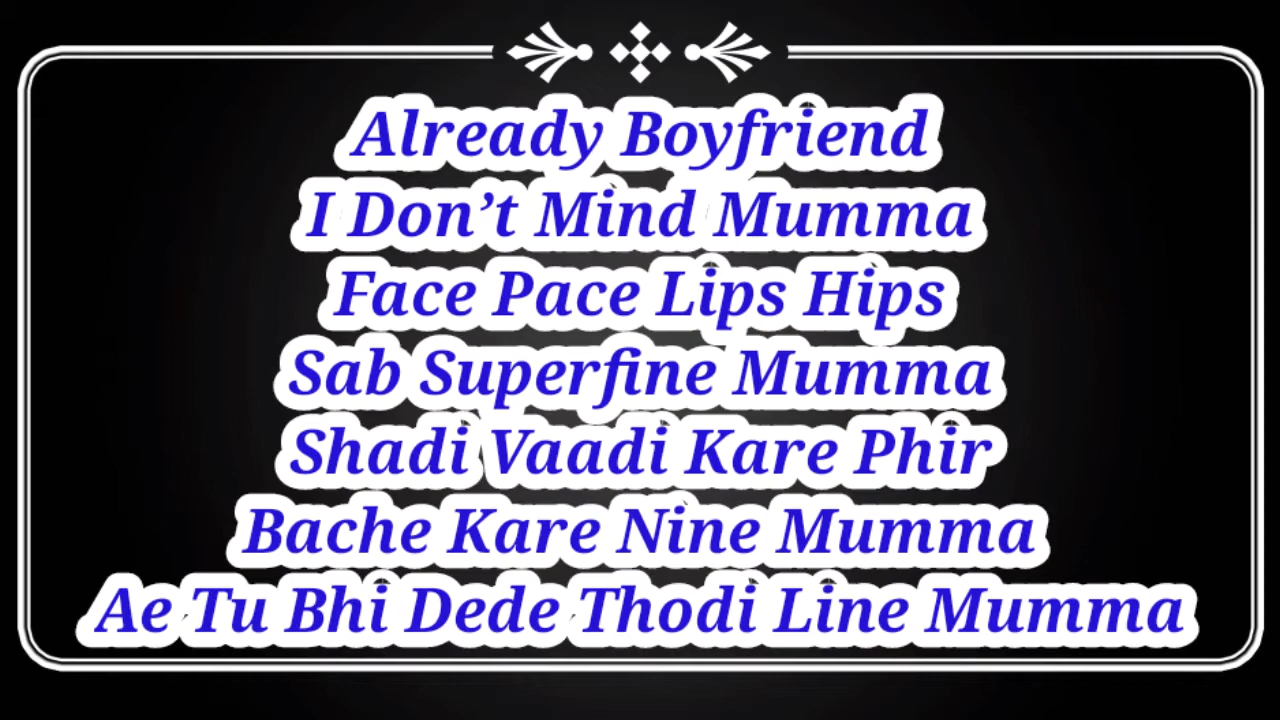 Already Boyfriend
I Don’t Mind Mumma
Face Pace Lips Hips
Sab Superfine Mumma
Shadi Vaadi Kare Phir
Bache Kare Nine Mumma
Ae Tu Bhi Dede Thodi Line Mumma